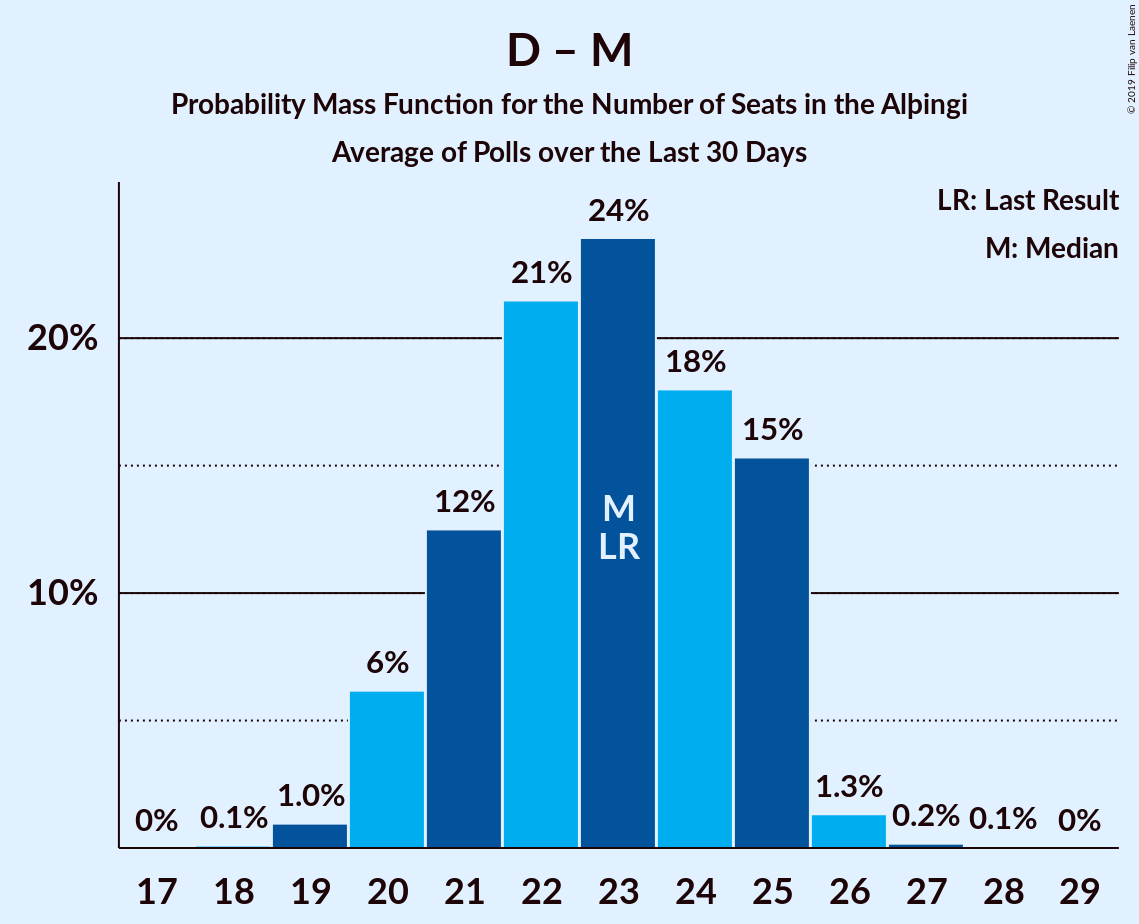 D – M
Probability Mass Function for the Number of Seats in the Alþingi
Average of Polls over the Last 30 Days
© 2019 Filip van Laenen
LR: Last Result
M: Median
20%
10%
0%
0.1%
1.0%
6%
12%
21%
24%
18%
15%
1.3%
0.2%
0.1%
0%
M
LR
17 18 19 20 21 22 23 24 25 26 27 28 29